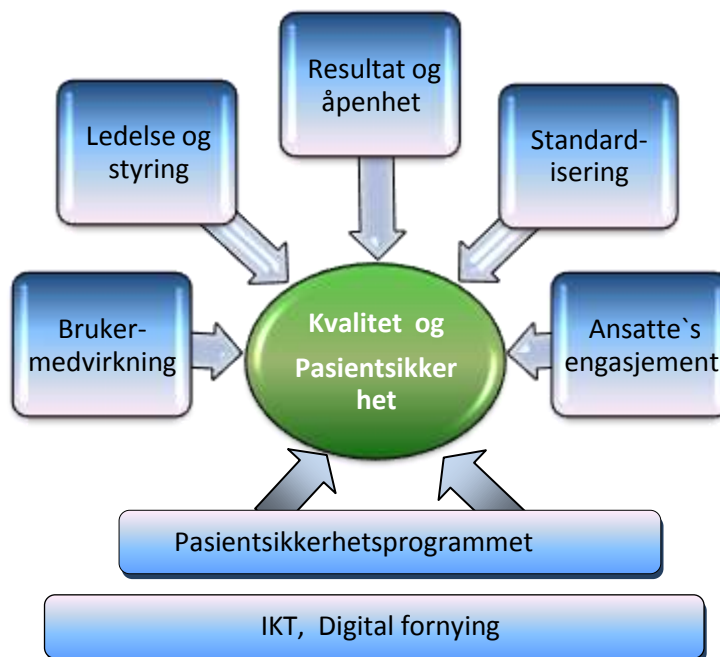 Resultat og
åpenhet
Ledelse og
styring
Standard-
isering
Bruker-
medvirkning
Kvalitet og
Pasientsikker
het
Ansatte`s
engasjement
Pasientsikkerhetsprogrammet
IKT, Digital fornying